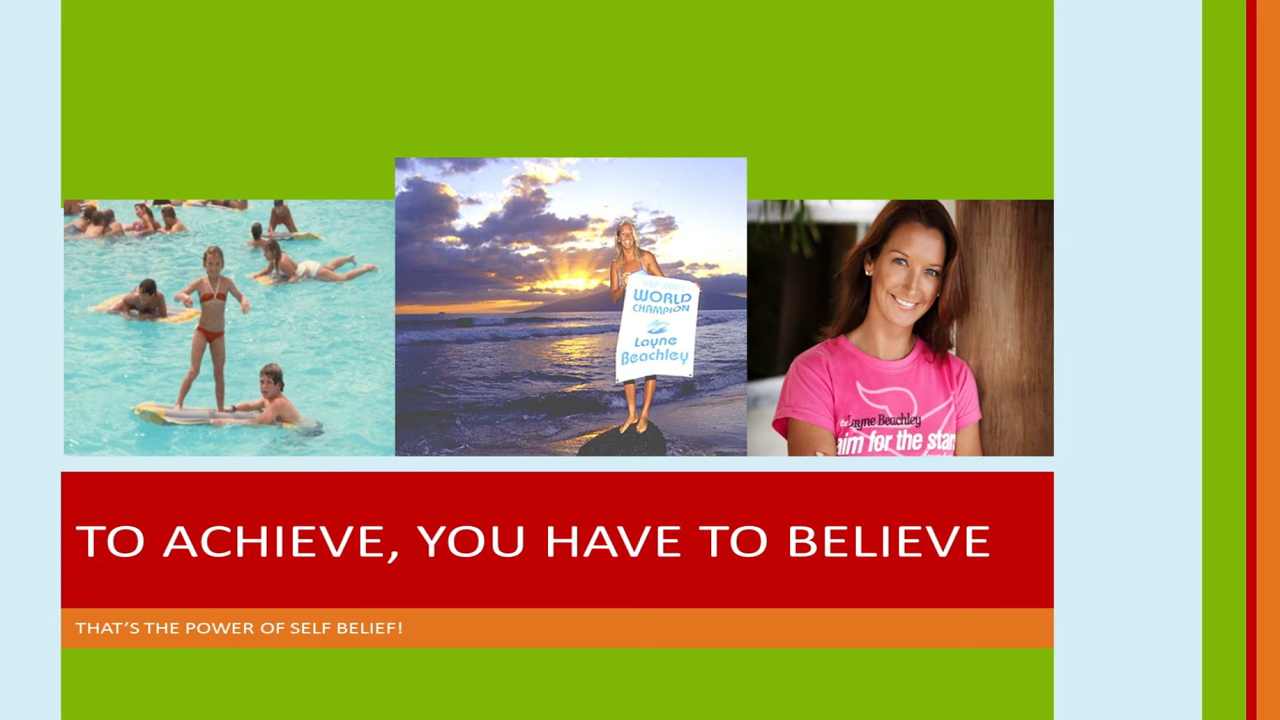 WORLD
CHAMPION
Layne
Beachley
Layne Beachley
aim for the star
TO ACHIEVE, YOU HAVE TO BELIEVE
THAT'S THE POWER OF SELF BELIEF!